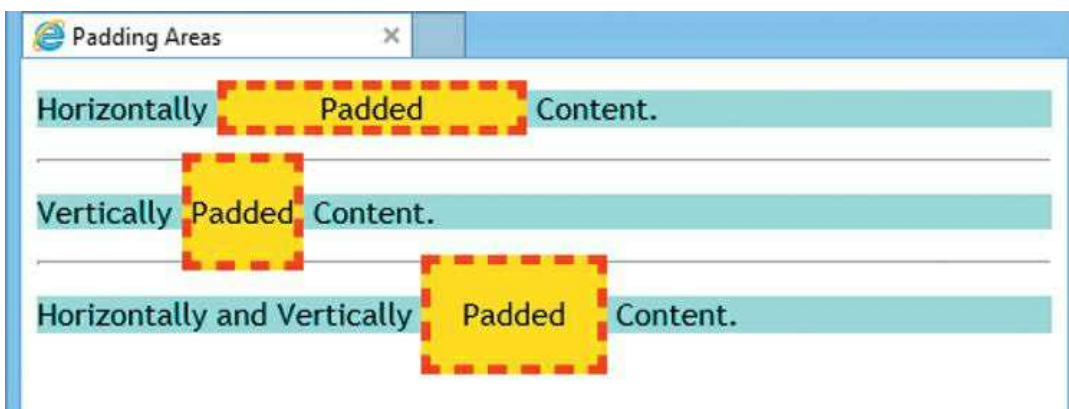 Padding Areas
Horizontally Padded Content.
Vertically Padded Content.
Horizontally and Vertically Padded Content.